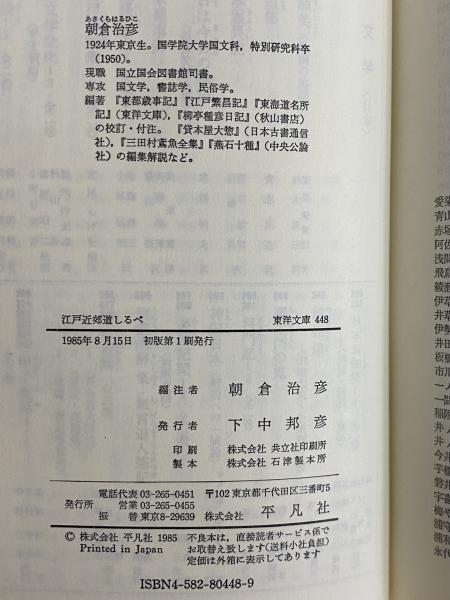 あさくらはるひこ
朝倉治彦
1924年東京生。国学院大学国文科，特別研究科卒
（1950）。
現職　国立国会図書館司書。
専攻　国文学，書誌学，民俗学。
編著　『東都歳事記』『江戸繁昌記』『東海道名所
記』（東洋文庫），『柳亭種彦日記』（秋山書店）
の校訂・付注。『貸本屋大惣』（日本古書通信
社），『三田村鳶魚全集』『燕石十種』（中央公論
社）の編集解説など。
江戸近郊道しるべ　東洋文庫 448
1985年8月15日　初版第1刷発行
編注者　朝倉治彦
発行者　下中邦彦
印刷　株式会社 共立社印刷所
製本　株式会社 石津製本所
電話代表 03-265-0451　〒102 東京都千代田区三番町5
発行所　営業 03-265-0455
振替 東京8-29639　株式会社 平凡社
© 株式会社 平凡社 1985　不良本は，直接読者サービス係で
Printed in Japan　お取替え致します（送料小社負担）
定価は外箱に表示してあります
ISBN4-582-80448-9